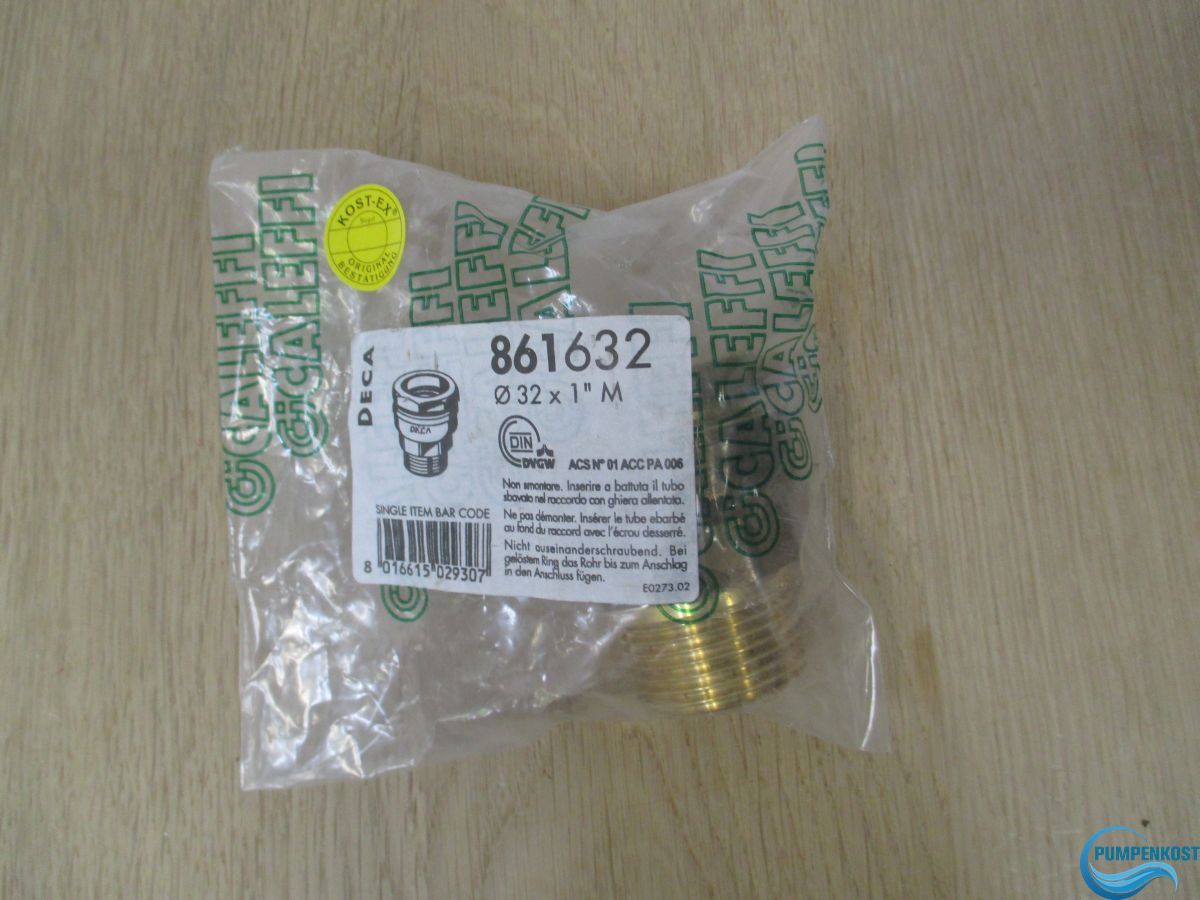 KOST-EX®
ORIGINAL
BESTÄTIGUNG
CALEFFI
CALEFFI
CALEFFI
CALEFFI
CALEFFI
CALEFFI
DECA
861632
Ø 32 x 1" M
DECA
DIN
DVGW
ACS N° 01 ACC PA 006
SINGLE ITEM BAR CODE
8 016615 029307
Non smontare. Inserire a battuta il tubo
sbavato nel raccordo con ghiera allentata.
Ne pas démonter. Insérer le tube ebarbé
au fond du raccord avec l'écrou desserré.
Nicht auseinanderschraubend. Bei
gelöstem Ring das Rohr bis zum Anschlag
in den Anschluss fügen.
E0273.02
PUMPENKOST